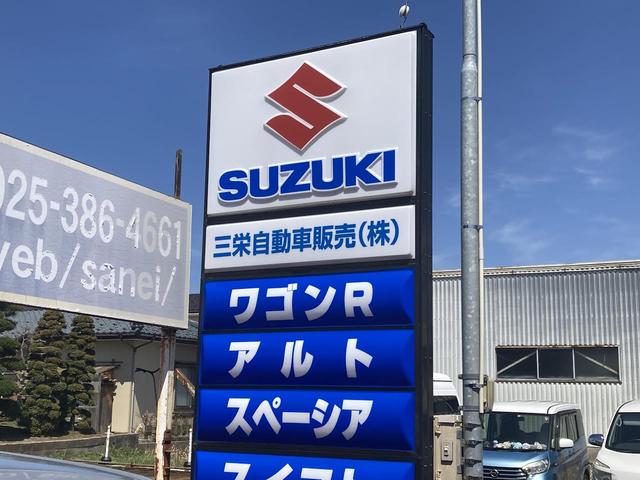 SUZUKI
三栄自動車販売(株)
ワゴンR
アルト
スペーシア
025-386-4661
web/sanei/